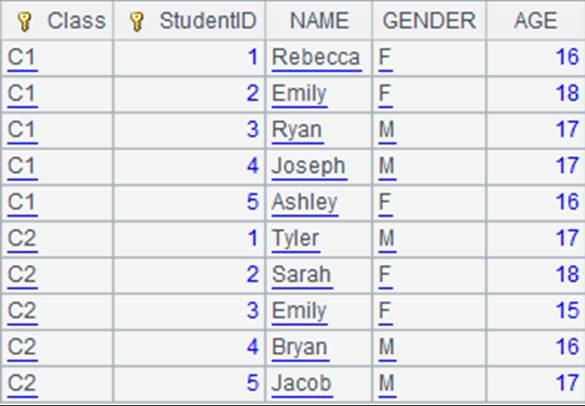 Class StudentID NAME GENDER AGE
C1 1 Rebecca F 16
C1 2 Emily F 18
C1 3 Ryan M 17
C1 4 Joseph M 17
C1 5 Ashley F 16
C2 1 Tyler M 17
C2 2 Sarah F 18
C2 3 Emily F 15
C2 4 Bryan M 16
C2 5 Jacob M 17